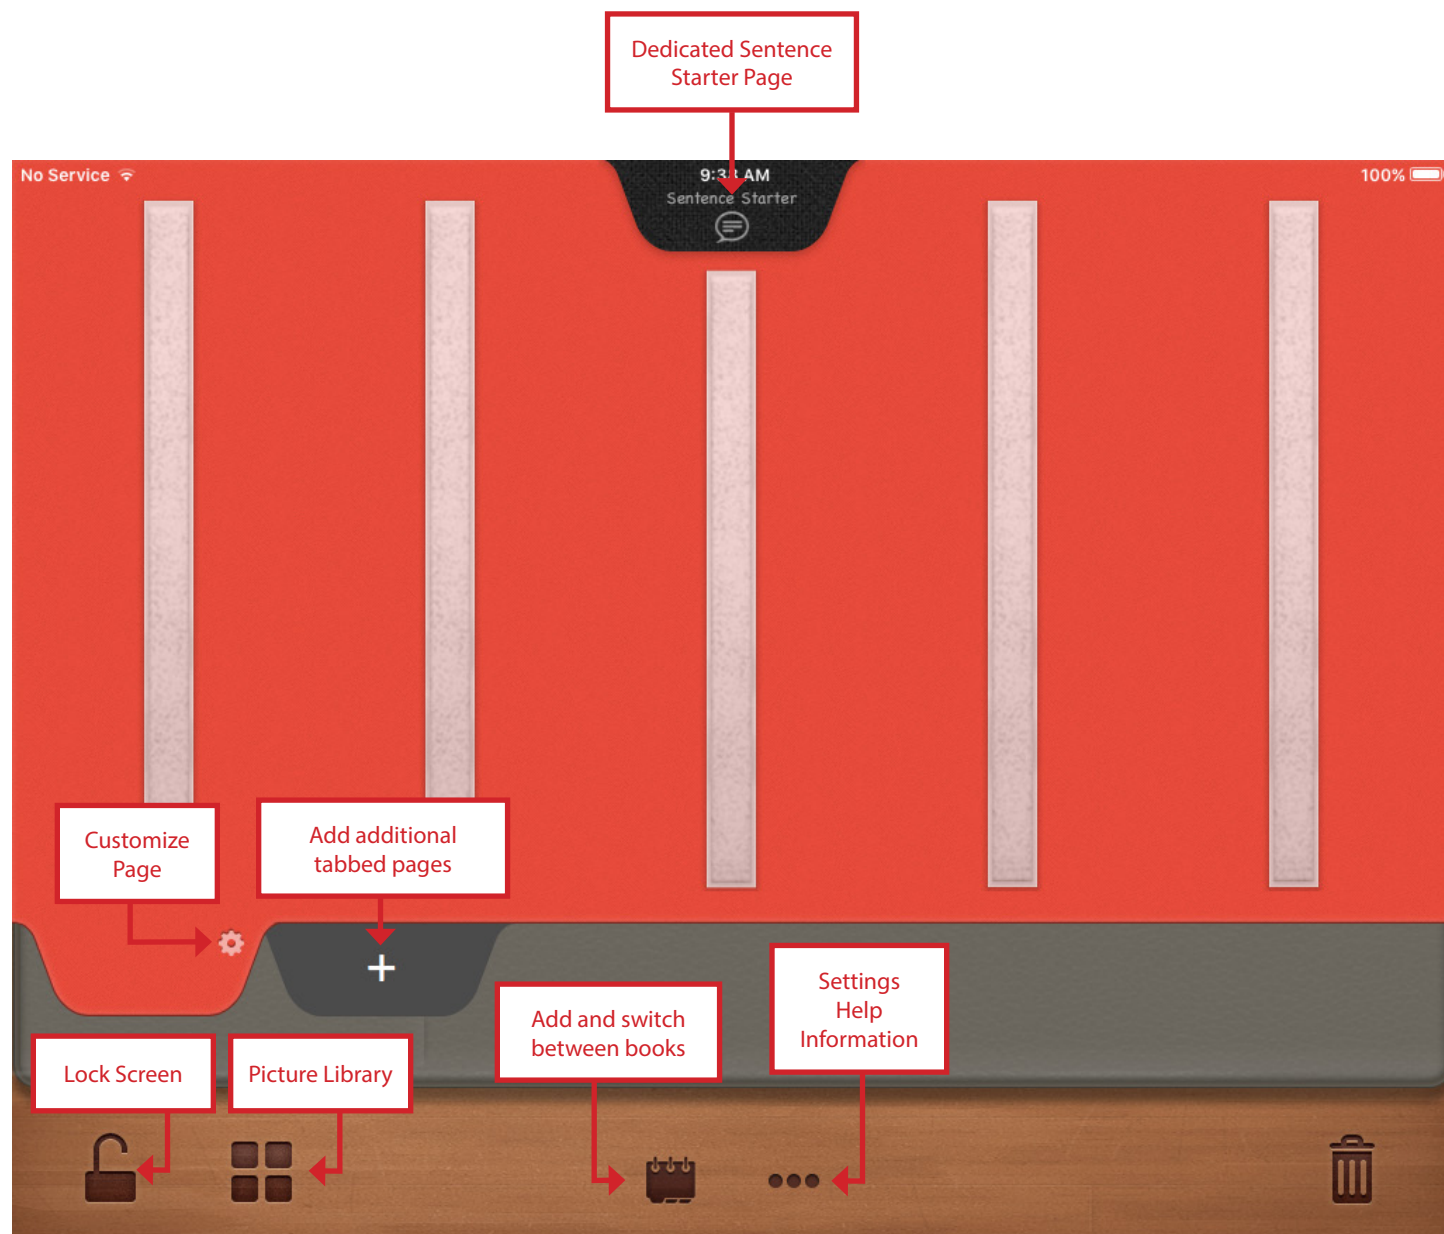 Dedicated Sentence
Starter Page
No Service
9:33 AM
100%
Sentence Starter
Customize
Page
Add additional
tabbed pages
Settings
Help
Information
Add and switch
between books
Lock Screen
Picture Library